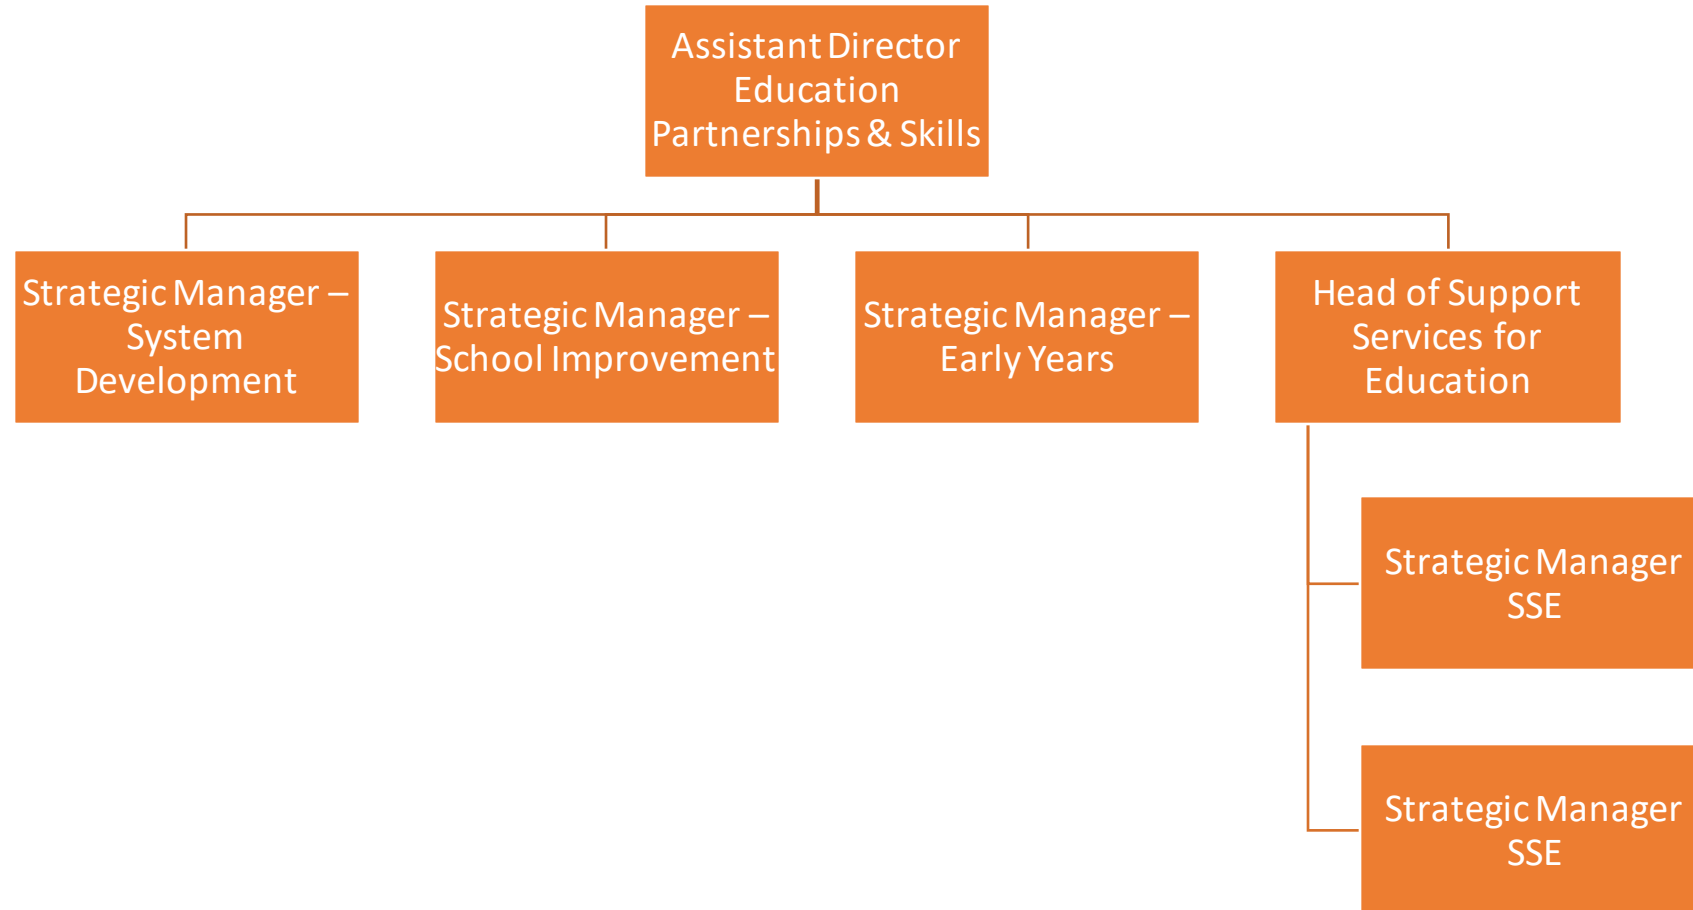 Assistant Director
Education
Partnerships & Skills
Strategic Manager –
System
Development
Strategic Manager –
School Improvement
Strategic Manager –
Early Years
Head of Support
Services for
Education
Strategic Manager
SSE
Strategic Manager
SSE